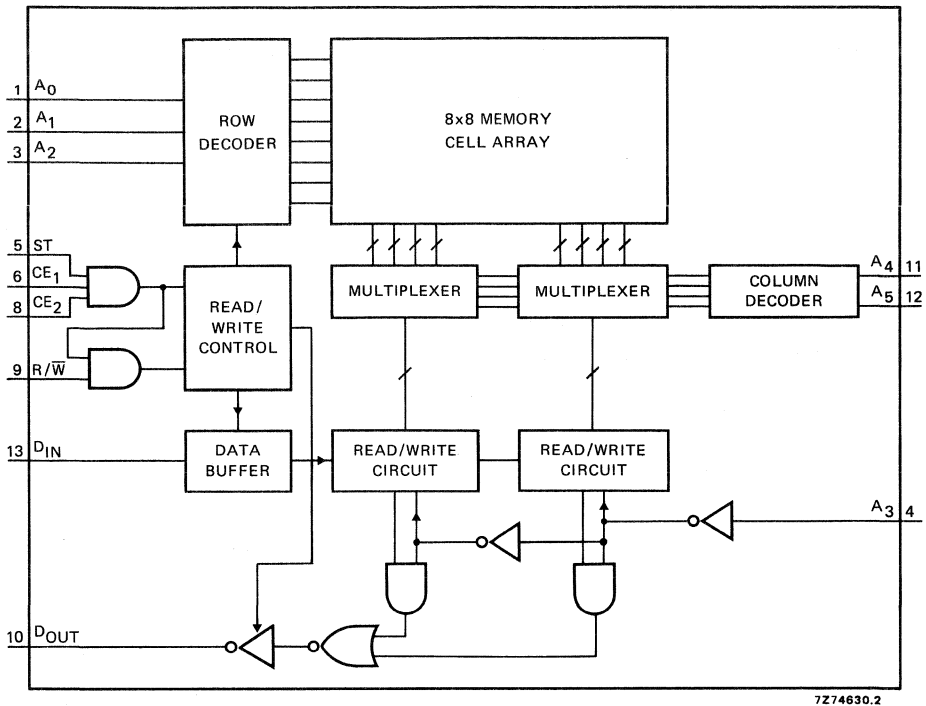 1 A0
2 A1
3 A2
ROW
DECODER
8x8 MEMORY
CELL ARRAY
5 ST
6 CE1
8 CE2
9 R/W̅
READ/
WRITE
CONTROL
MULTIPLEXER
MULTIPLEXER
COLUMN
DECODER
A4 11
A5 12
13 DIN
DATA
BUFFER
READ/WRITE
CIRCUIT
READ/WRITE
CIRCUIT
A3 4
10 DOUT
7Z74630.2